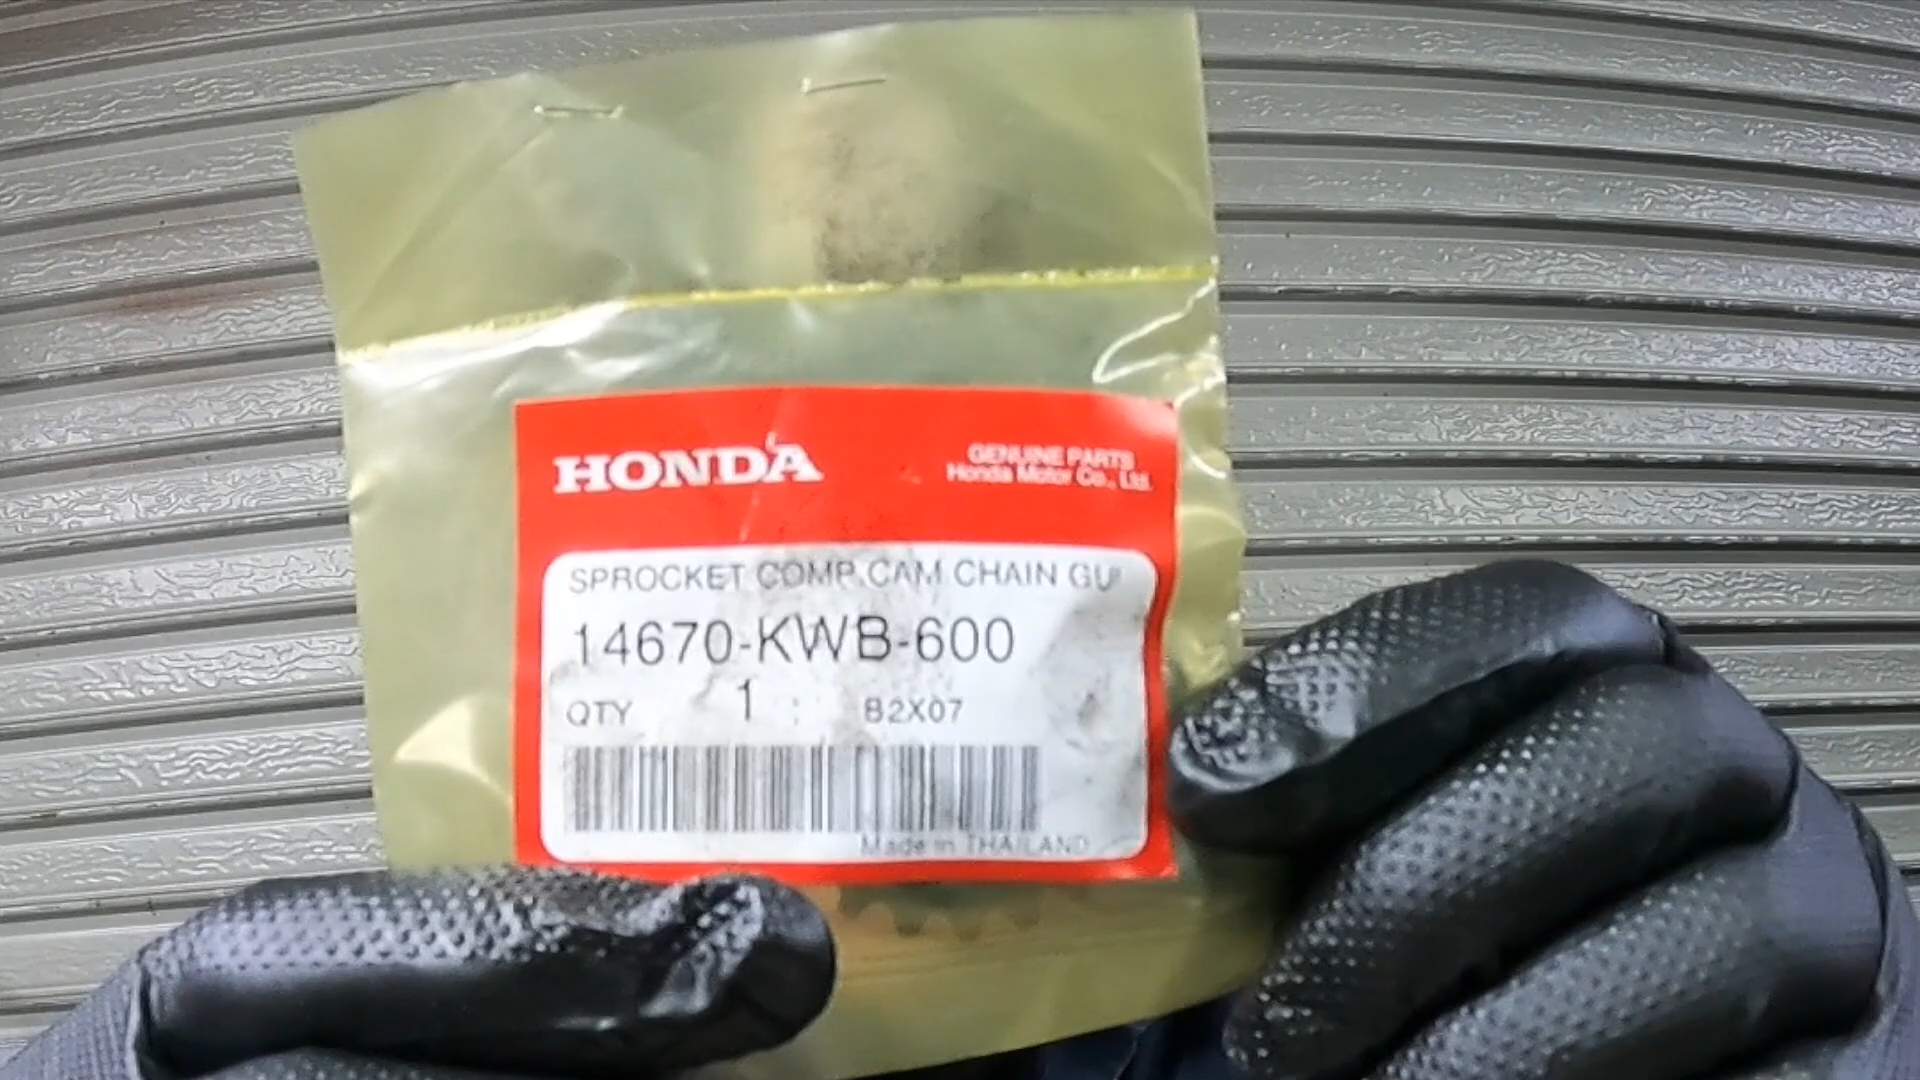 HONDA
GENUINE PARTS
Honda Motor Co., Ltd.
SPROCKET COMP.CAM CHAIN GU
14670-KWB-600
QTY 1 : B2X07
Made in THAILAND